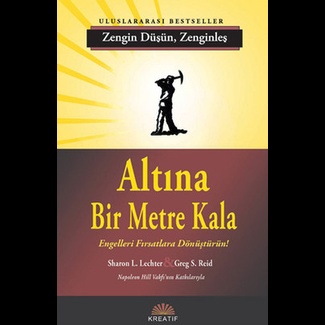 ULUSLARARASI BESTSELLER
Zengin Düşün, Zenginleş
Altına
Bir Metre Kala
Engelleri Fırsatlara Dönüştürün!
Sharon L. Lechter & Greg S. Reid
Napoleon Hill Vakfı'nın Katkılarıyla
KREATİF